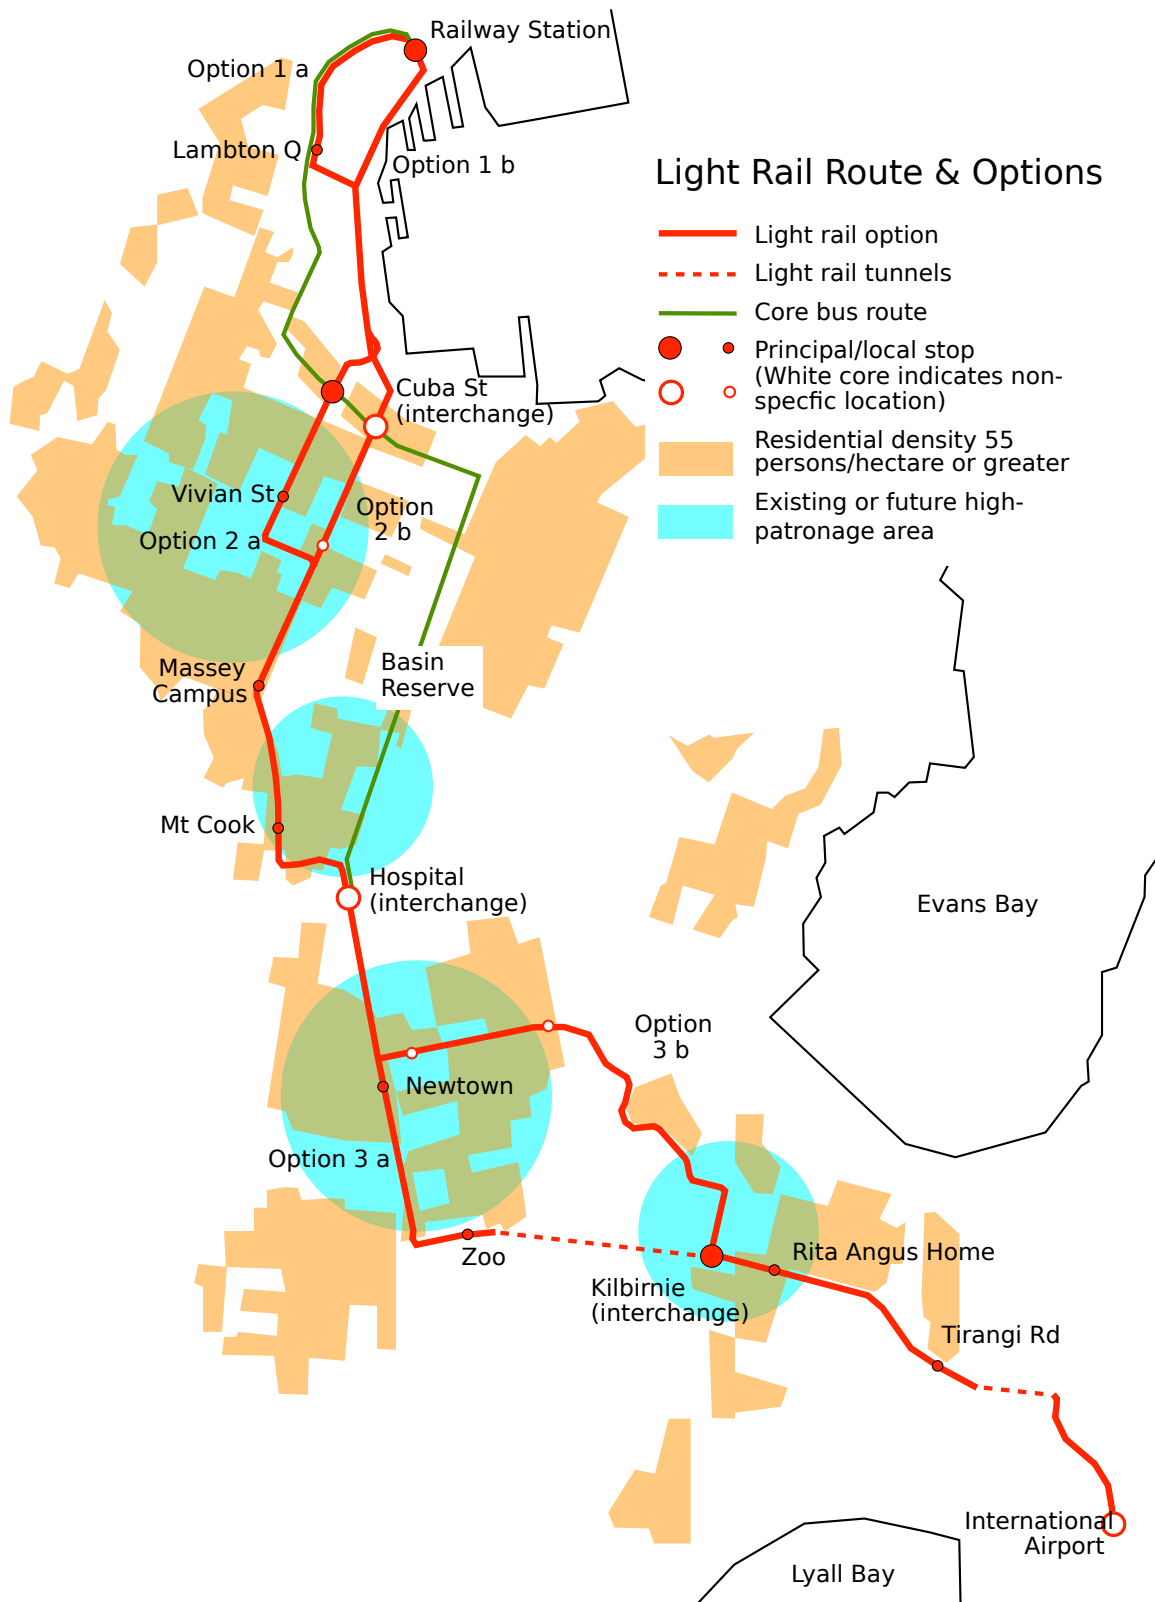 Railway Station
Option 1 a
Lambton Q
Option 1 b
Light Rail Route & Options
Light rail option
Light rail tunnels
Core bus route
Principal/local stop
(White core indicates non-
specfic location)
Residential density 55
persons/hectare or greater
Existing or future high-
patronage area
Cuba St
(interchange)
Vivian St
Option
2 b
Option 2 a
Massey
Campus
Basin
Reserve
Mt Cook
Hospital
(interchange)
Evans Bay
Option
3 b
Newtown
Option 3 a
Zoo
Rita Angus Home
Kilbirnie
(interchange)
Tirangi Rd
International
Airport
Lyall Bay